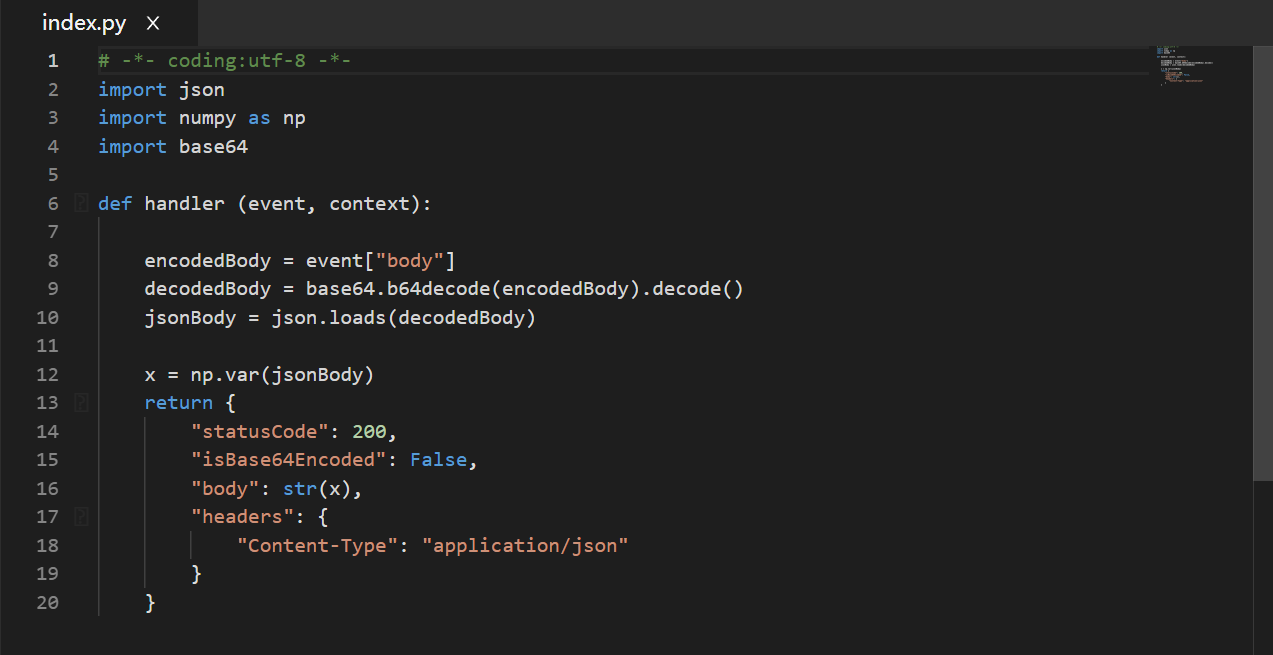 index.py X
1 # -*- coding:utf-8 -*-
2 import json
3 import numpy as np
4 import base64
5
6 def handler (event, context):
7
8     encodedBody = event["body"]
9     decodedBody = base64.b64decode(encodedBody).decode()
10     jsonBody = json.loads(decodedBody)
11
12     x = np.var(jsonBody)
13     return {
14         "statusCode": 200,
15         "isBase64Encoded": False,
16         "body": str(x),
17         "headers": {
18             "Content-Type": "application/json"
19         }
20     }